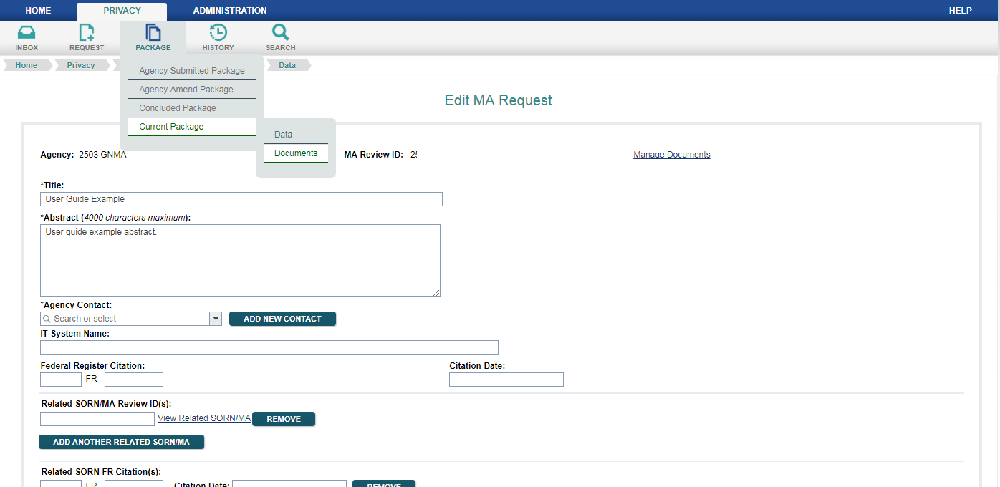 HOME PRIVACY ADMINISTRATION HELP
INBOX REQUEST PACKAGE HISTORY SEARCH
Home Privacy Data
Agency Submitted Package
Agency Amend Package
Concluded Package
Current Package
Data
Documents
Edit MA Request
Agency: 2503 GNMA MA Review ID: Manage Documents
*Title:
User Guide Example
*Abstract (4000 characters maximum):
User guide example abstract.
*Agency Contact:
Search or select ADD NEW CONTACT
IT System Name:
Federal Register Citation: Citation Date:
FR
Related SORN/MA Review ID(s):
View Related SORN/MA REMOVE
ADD ANOTHER RELATED SORN/MA
Related SORN FR Citation(s):
FR Citation Date: REMOVE